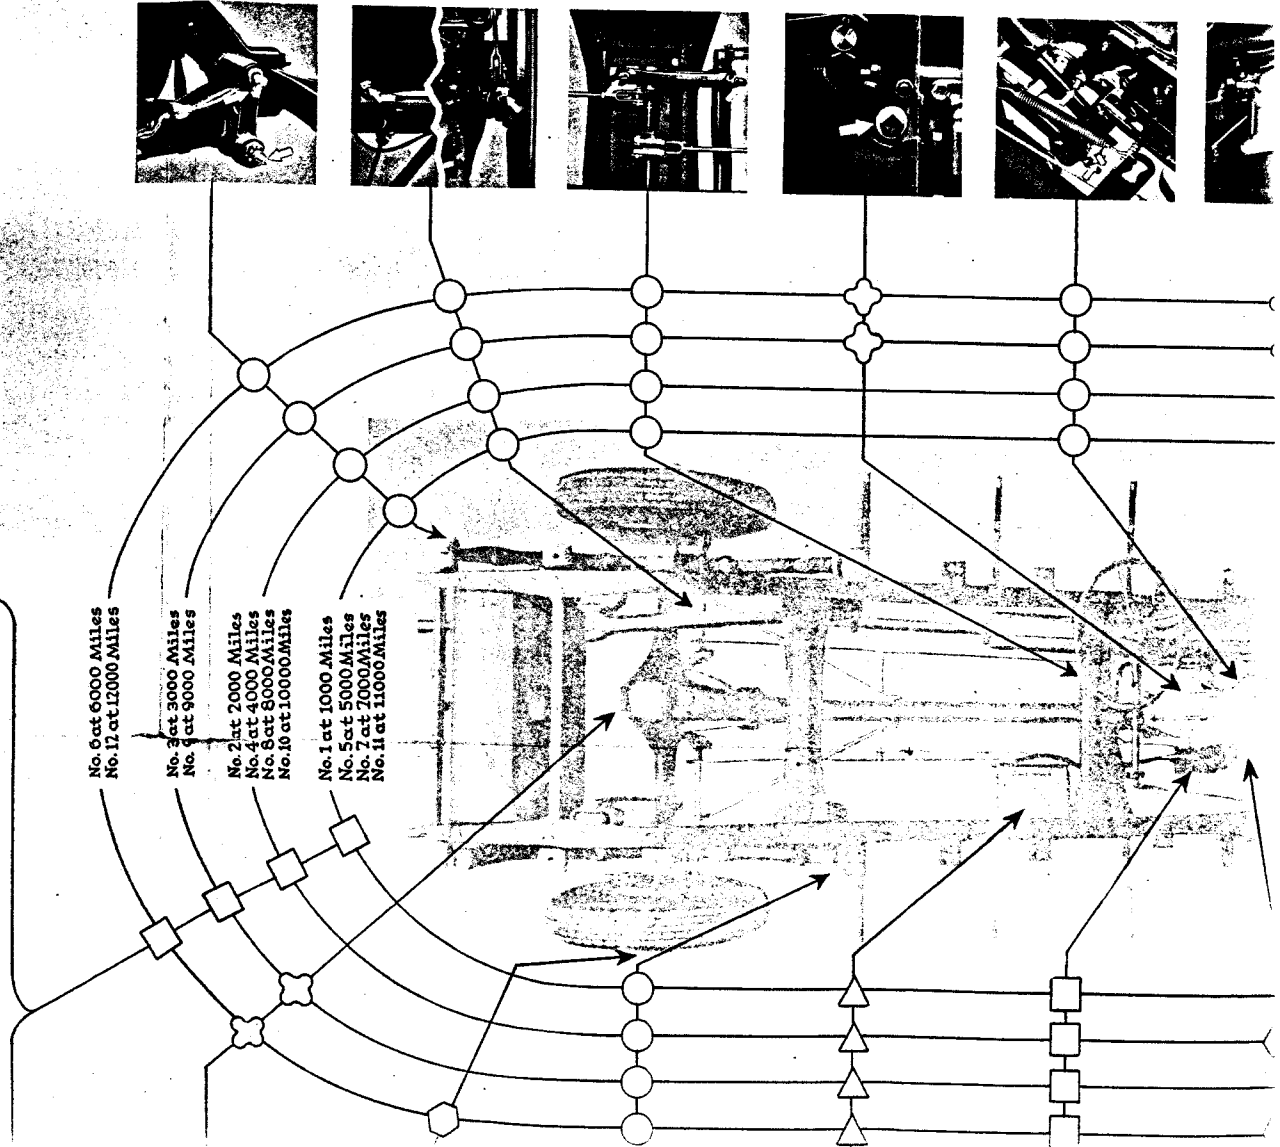 No. 6 at 6000 Miles
No. 12 at 12000 Miles
No. 3 at 3000 Miles
No. 9 at 9000 Miles
No. 2 at 2000 Miles
No. 4 at 4000 Miles
No. 8 at 8000 Miles
No. 10 at 10000 Miles
No. 1 at 1000 Miles
No. 5 at 5000 Miles
No. 7 at 7000 Miles
No. 11 at 11000 Miles